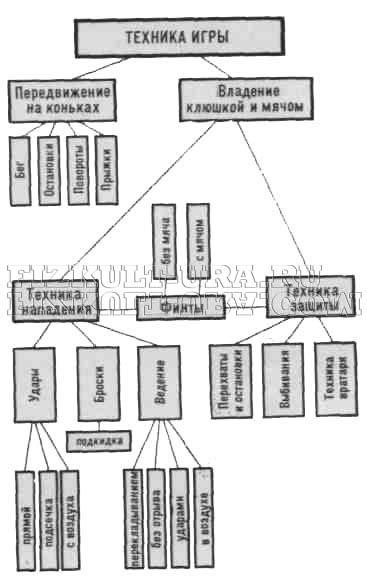 ТЕХНИКА ИГРЫ
Передвижение
на коньках
Владение
клюшкой и мячом
Бег
Остановки
Повороты
Прыжки
без мяча
с мячом
FIZKULT-URA.RU
Техника
нападения
Финты
Техника
защиты
Удары
Броски
Ведение
Перехваты
и остановки
Выбивания
Техника
вратаря
подкидка
прямой
подсечка
с воздуха
перекладыванием
без отрыва
ударами
в воздухе